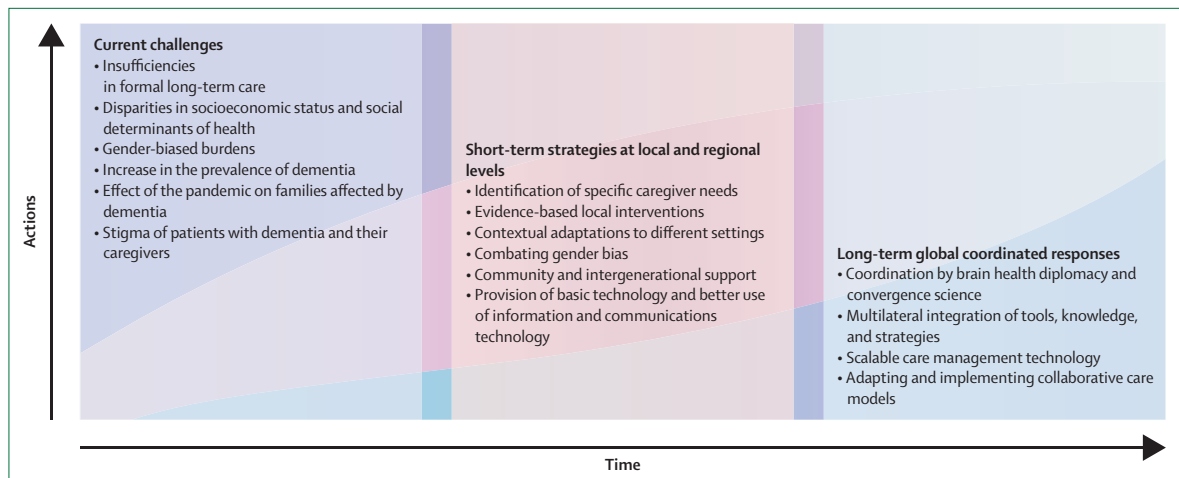 Current challenges
• Insufficiencies
in formal long-term care
• Disparities in socioeconomic status and social
determinants of health
• Gender-biased burdens
• Increase in the prevalence of dementia
• Effect of the pandemic on families affected by
dementia
• Stigma of patients with dementia and their
caregivers
Short-term strategies at local and regional
levels
• Identification of specific caregiver needs
• Evidence-based local interventions
• Contextual adaptations to different settings
• Combating gender bias
• Community and intergenerational support
• Provision of basic technology and better use
of information and communications
technology
Long-term global coordinated responses
• Coordination by brain health diplomacy and
convergence science
• Multilateral integration of tools, knowledge,
and strategies
• Scalable care management technology
• Adapting and implementing collaborative care
models
Actions
Time